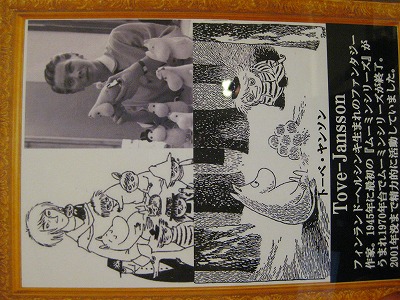 トーベ・ヤンソン
Tove-Jansson
フィンランド・ヘルシンキ生まれのファンタジー
作家。1945年に最初の『ムーミンシリーズ』が
うまれ1970年台でムーミンシリーズが終了。
2001年没まで精力的に活動していました。